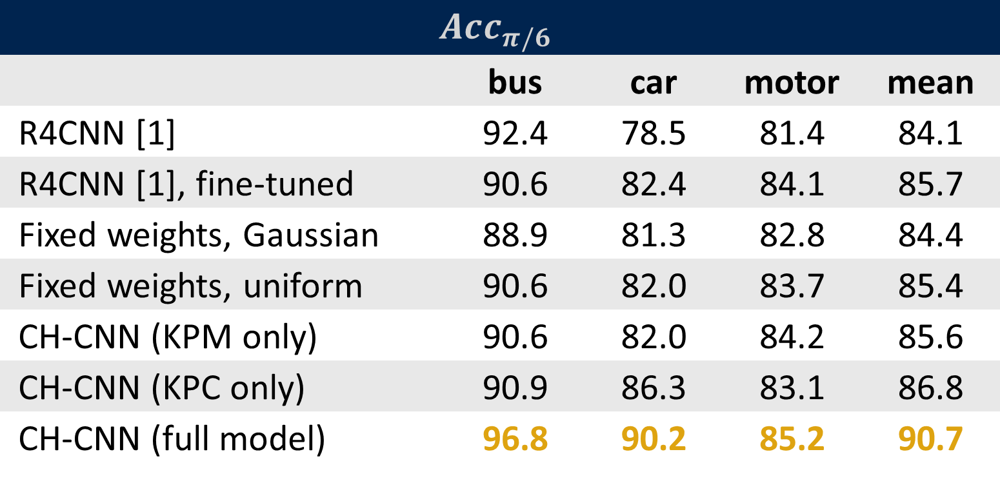 Acc π/6
bus car motor mean
R4CNN [1] 92.4 78.5 81.4 84.1
R4CNN [1], fine-tuned 90.6 82.4 84.1 85.7
Fixed weights, Gaussian 88.9 81.3 82.8 84.4
Fixed weights, uniform 90.6 82.0 83.7 85.4
CH-CNN (KPM only) 90.6 82.0 84.2 85.6
CH-CNN (KPC only) 90.9 86.3 83.1 86.8
CH-CNN (full model) 96.8 90.2 85.2 90.7